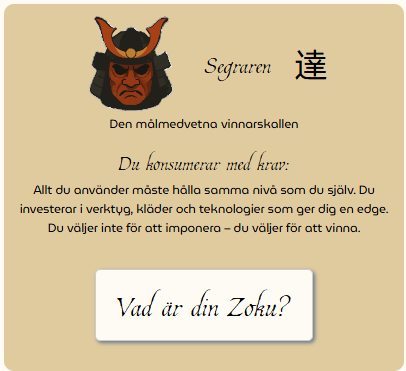 Segraren 達
Den målmedvetna vinnarskallen
Du konsumerar med krav:
Allt du använder måste hålla samma nivå som du själv. Du
investerar i verktyg, kläder och teknologier som ger dig en edge.
Du väljer inte för att imponera – du väljer för att vinna.
Vad är din Zoku?